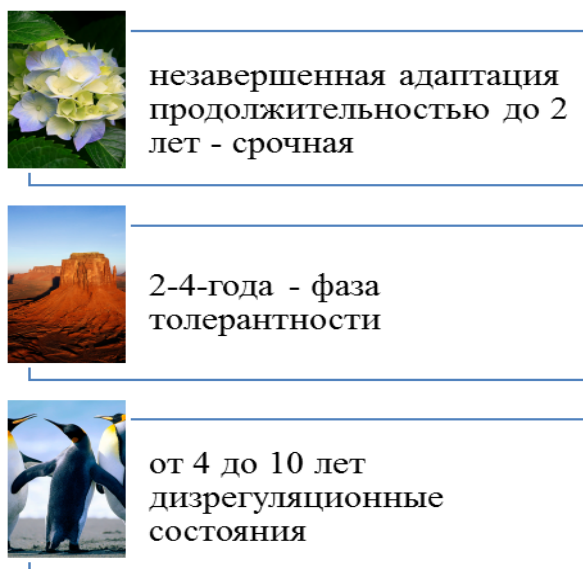 незавершенная адаптация
продолжительностью до 2
лет - срочная
2-4-года - фаза
толерантности
от 4 до 10 лет
дизрегуляционные
состояния